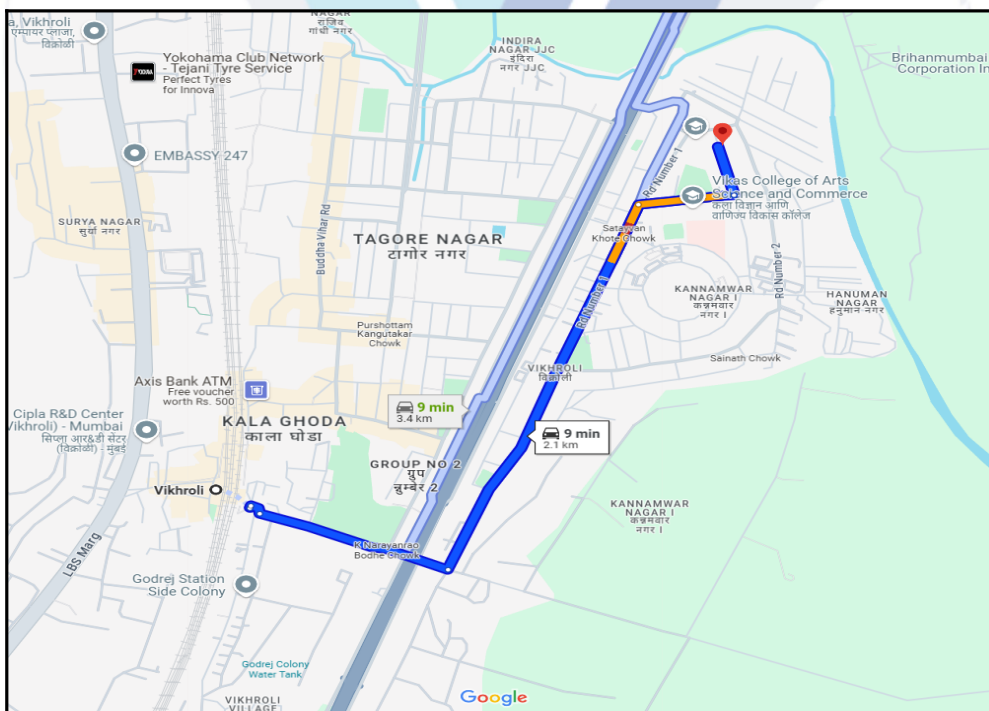 NAGAR
राजिव
गांधी नगर
a, Vikhroli
एम्पायर प्लाजा,
विक्रोळी
Yokohama Club Network
- Tejani Tyre Service
Perfect Tyres
for Innova
INDIRA
NAGAR JJC
इंदिरा
नगर JJC
Brihanmumbai
Corporation In
EMBASSY 247
Rd Number 1
Vikas College of Arts
Science and Commerce
कला विज्ञान आणि
वाणिज्य विकास कॉलेज
SURYA NAGAR
सुर्या नगर
Buddha Vihar Rd
TAGORE NAGAR
टागोर नगर
Satayvan
Khote Chowk
Rd Number 2
KANNAMWAR
NAGAR I
कन्नमवार
नगर I
HANUMAN
NAGAR
हनुमान नगर
Rd Number 1
Purshottam
Kangutakar
Chowk
Sainath Chowk
VIKHROLI
विक्रोली
Axis Bank ATM
Free voucher
worth Rs. 500
9 min
3.4 km
Cipla R&D Center
Vikhroli) - Mumbai
सिप्ला आर&डी सेंटर
(विक्रोळी) - मुंबई
KALA GHODA
काला घोडा
9 min
2.1 km
GROUP NO 2
ग्रुप
नुम्बेर 2
Vikhroli
KANNAMWAR
NAGAR I
कन्नमवार
नगर I
LBS Marg
K Narayanrao
Bodhe Chowk
Godrej Station
Side Colony
Godrej Colony
Water Tank
VIKHROLI
VILLAGE
Google